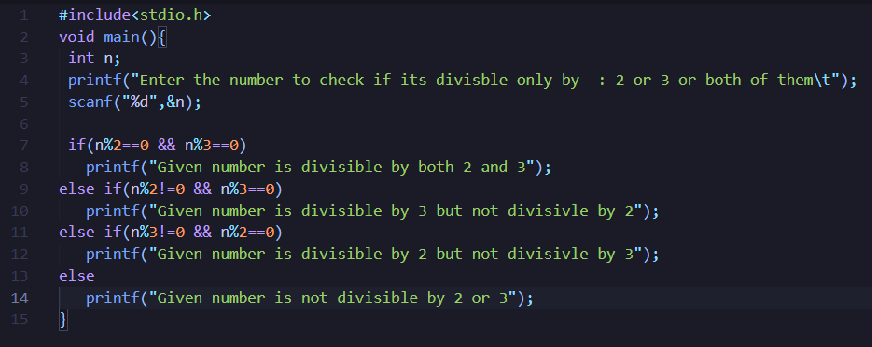 1 #include<stdio.h>
2 void main(){
3 int n;
4 printf("Enter the number to check if its divisble only by  : 2 or 3 or both of them\t");
5 scanf("%d",&n);
6
7 if(n%2==0 && n%3==0)
8 printf("Given number is divisible by both 2 and 3");
9 else if(n%2!=0 && n%3==0)
10 printf("Given number is divisible by 3 but not divisivle by 2");
11 else if(n%3!=0 && n%2==0)
12 printf("Given number is divisible by 2 but not divisivle by 3");
13 else
14 printf("Given number is not divisible by 2 or 3");
15 }